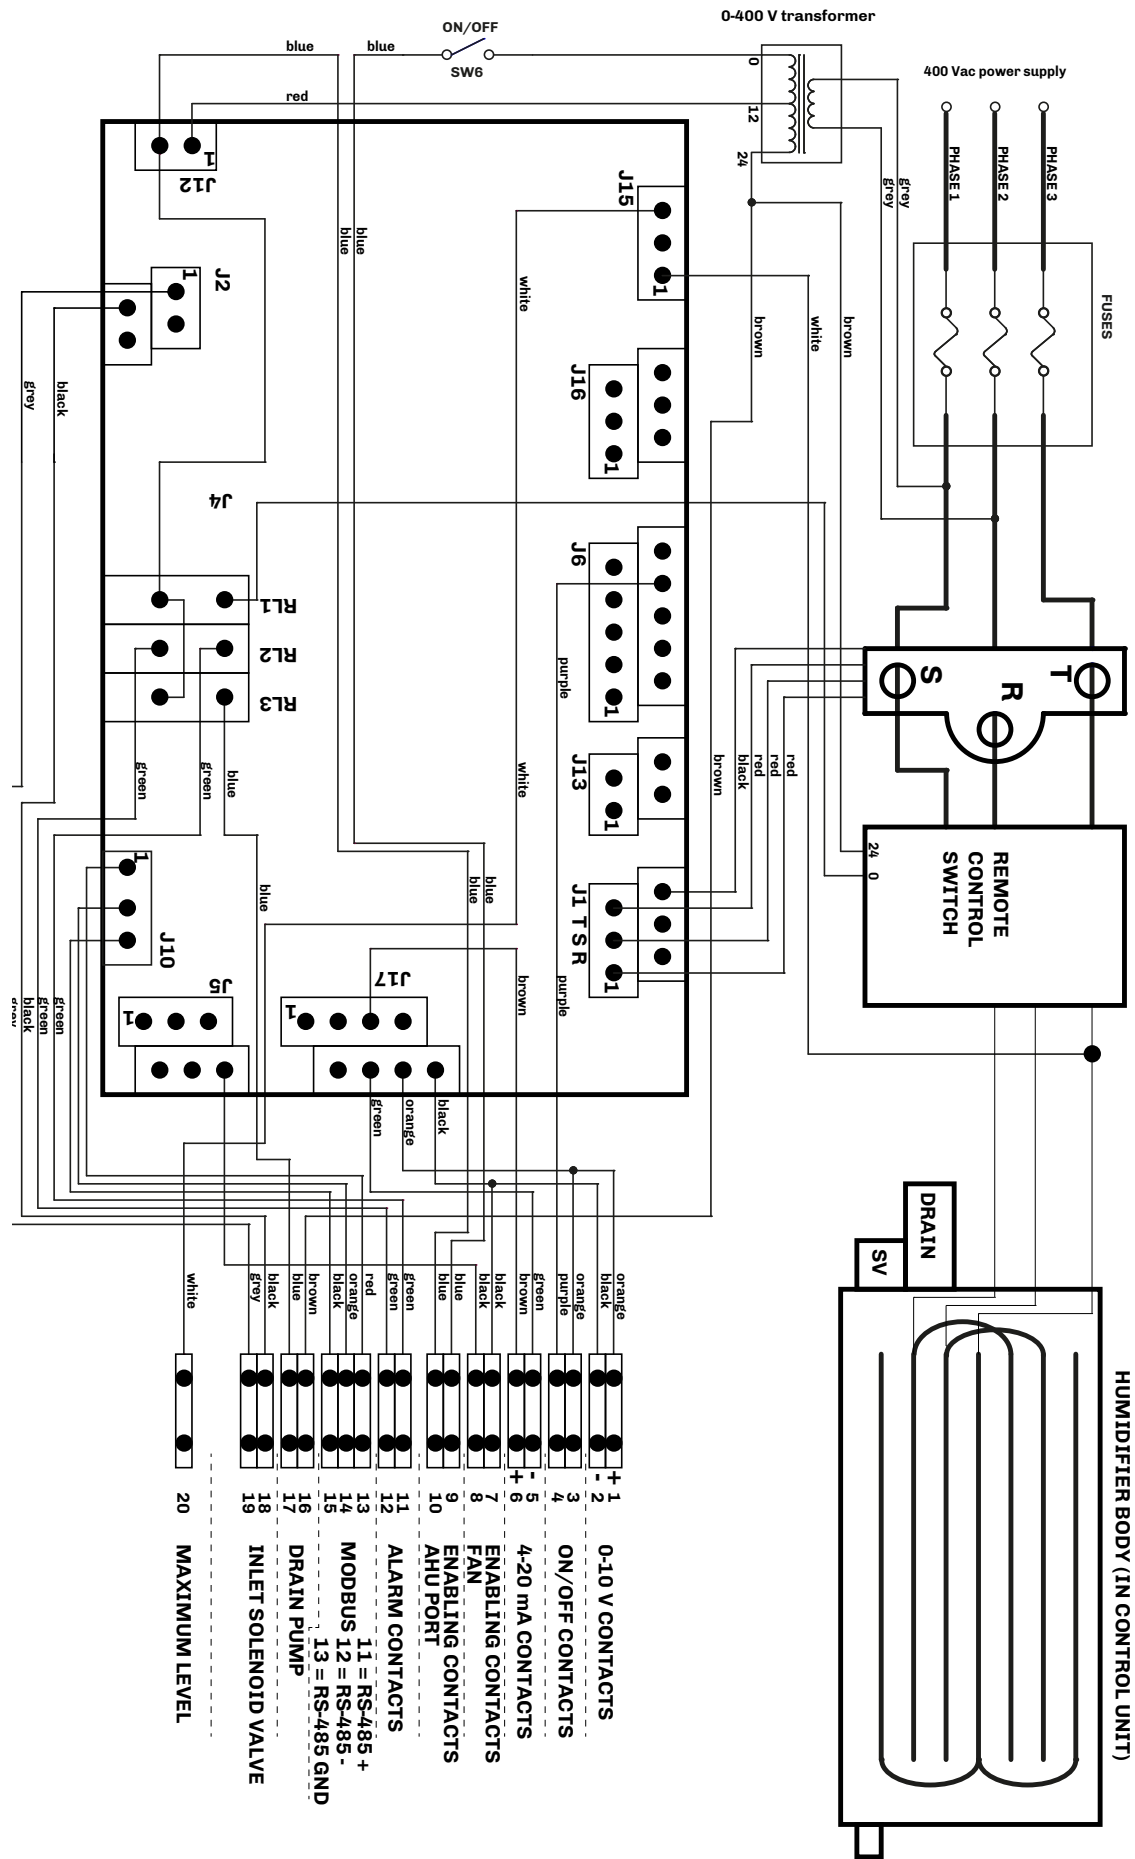 0-400 V transformer
ON/OFF
SW6
blue
blue
red
400 Vac power supply
0
12
24
PHASE 1
PHASE 2
PHASE 3
grey
grey
FUSES
1
J12
J15
1
J2
1
blue
blue
white
brown
white
brown
grey
black
J16
1
J4
J6
1
RL1
RL2
RL3
purple
S
R
T
green
green
blue
white
J13
1
brown
black
red
red
24
0
REMOTE
CONTROL
SWITCH
1
J10
blue
blue
blue
J1 T S R
1
J5
1
J17
1
brown
purple
black
green
green
green
orange
black
DRAIN
SV
HUMIDIFIER BODY (IN CONTROL UNIT)
white
grey
black
blue
brown
black
orange
red
green
green
blue
blue
black
black
brown
green
purple
orange
black
orange
+ 1
- 2
0-10 V CONTACTS
3
4
ON/OFF CONTACTS
- 5
+ 6
4-20 mA CONTACTS
7
8
ENABLING CONTACTS
FAN
9
10
ENABLING CONTACTS
AHU PORT
11
12
ALARM CONTACTS
13
14
15
MODBUS
11 = RS-485 +
12 = RS-485 -
13 = RS-485 GND
16
17
DRAIN PUMP
18
19
INLET SOLENOID VALVE
20
MAXIMUM LEVEL